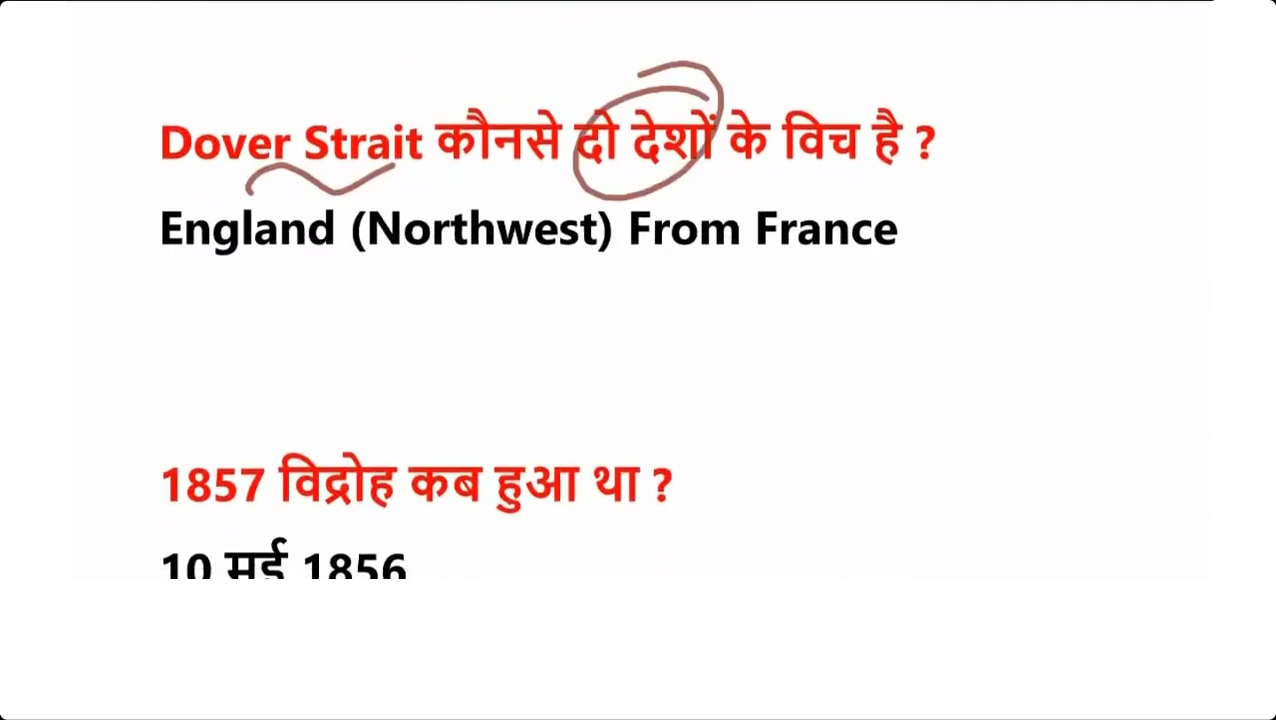 Dover Strait कौनसे दो देशों के विच है ?
England (Northwest) From France
1857 विद्रोह कब हुआ था ?
10 मई 1856